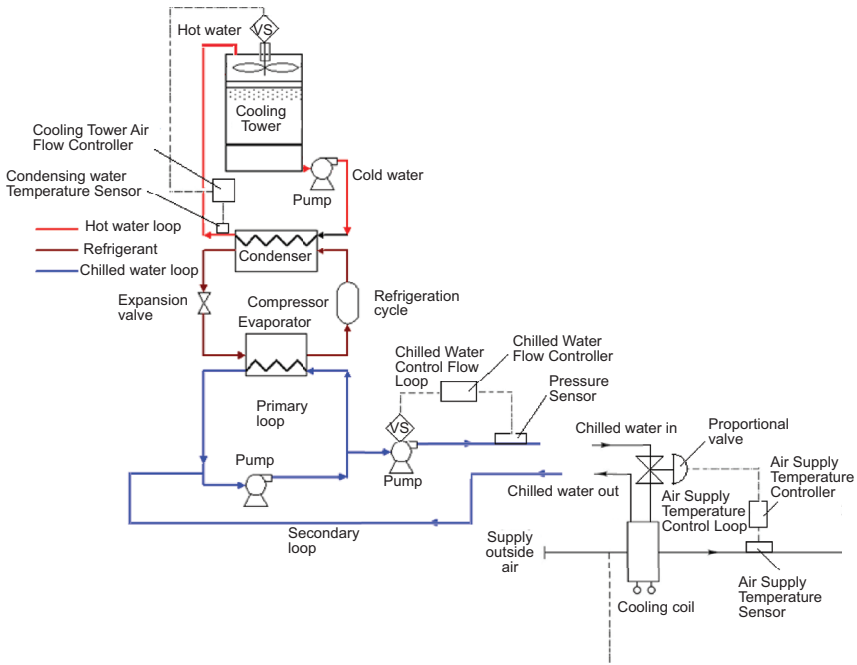 Hot water
VS
Cooling
Tower
Cooling Tower Air
Flow Controller
Condensing water
Temperature Sensor
Cold water
Pump
Hot water loop
Refrigerant
Chilled water loop
Condenser
Expansion
valve
Compressor
Refrigeration
cycle
Evaporator
Chilled Water
Control Flow
Loop
Chilled Water
Flow Controller
Pressure
Sensor
Primary
loop
VS
Pump
Pump
Secondary
loop
Chilled water in
Proportional
valve
Chilled water out
Air Supply
Temperature
Control Loop
Air Supply
Temperature
Controller
Supply
outside
air
Cooling coil
Air Supply
Temperature
Sensor